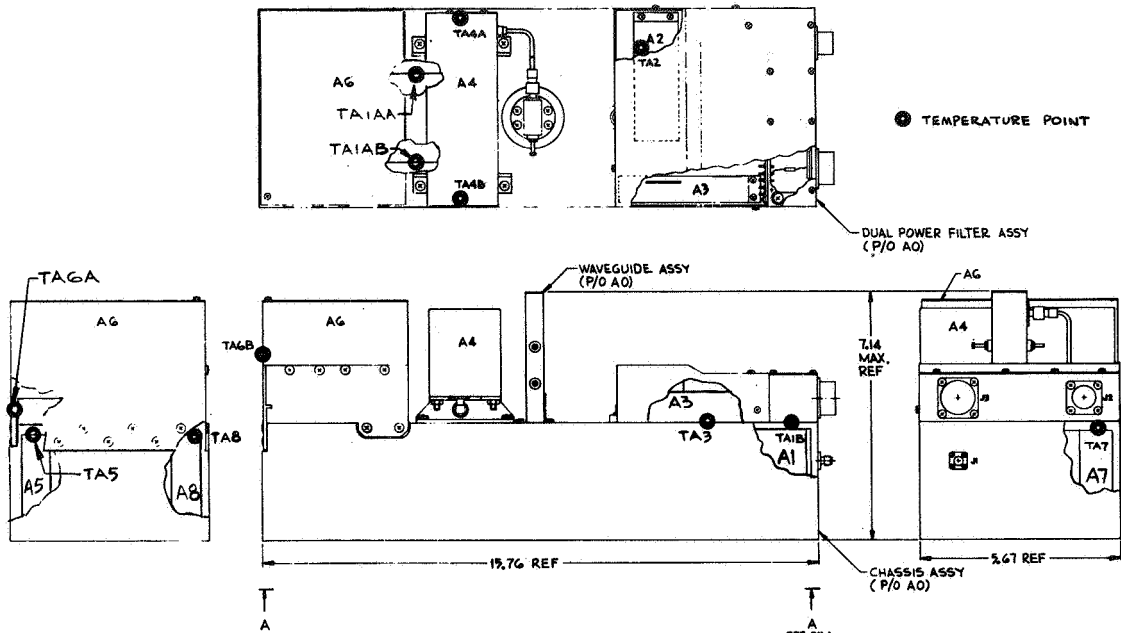 TA4A
A2
TA2
A6
A4
TA1AA
TEMPERATURE POINT
TA1AB
TA4B
A3
DUAL POWER FILTER ASSY
(P/O A0)
TA6A
WAVEGUIDE ASSY
(P/O A0)
A6
A6
A6
A4
A4
TA6B
7.14
MAX.
REF
A3
J3
J2
TA8
TA3
TA1B
TA7
TA5
A1
J1
A5
A8
A7
15.76 REF
5.67 REF
CHASSIS ASSY
(P/O A0)
A
A